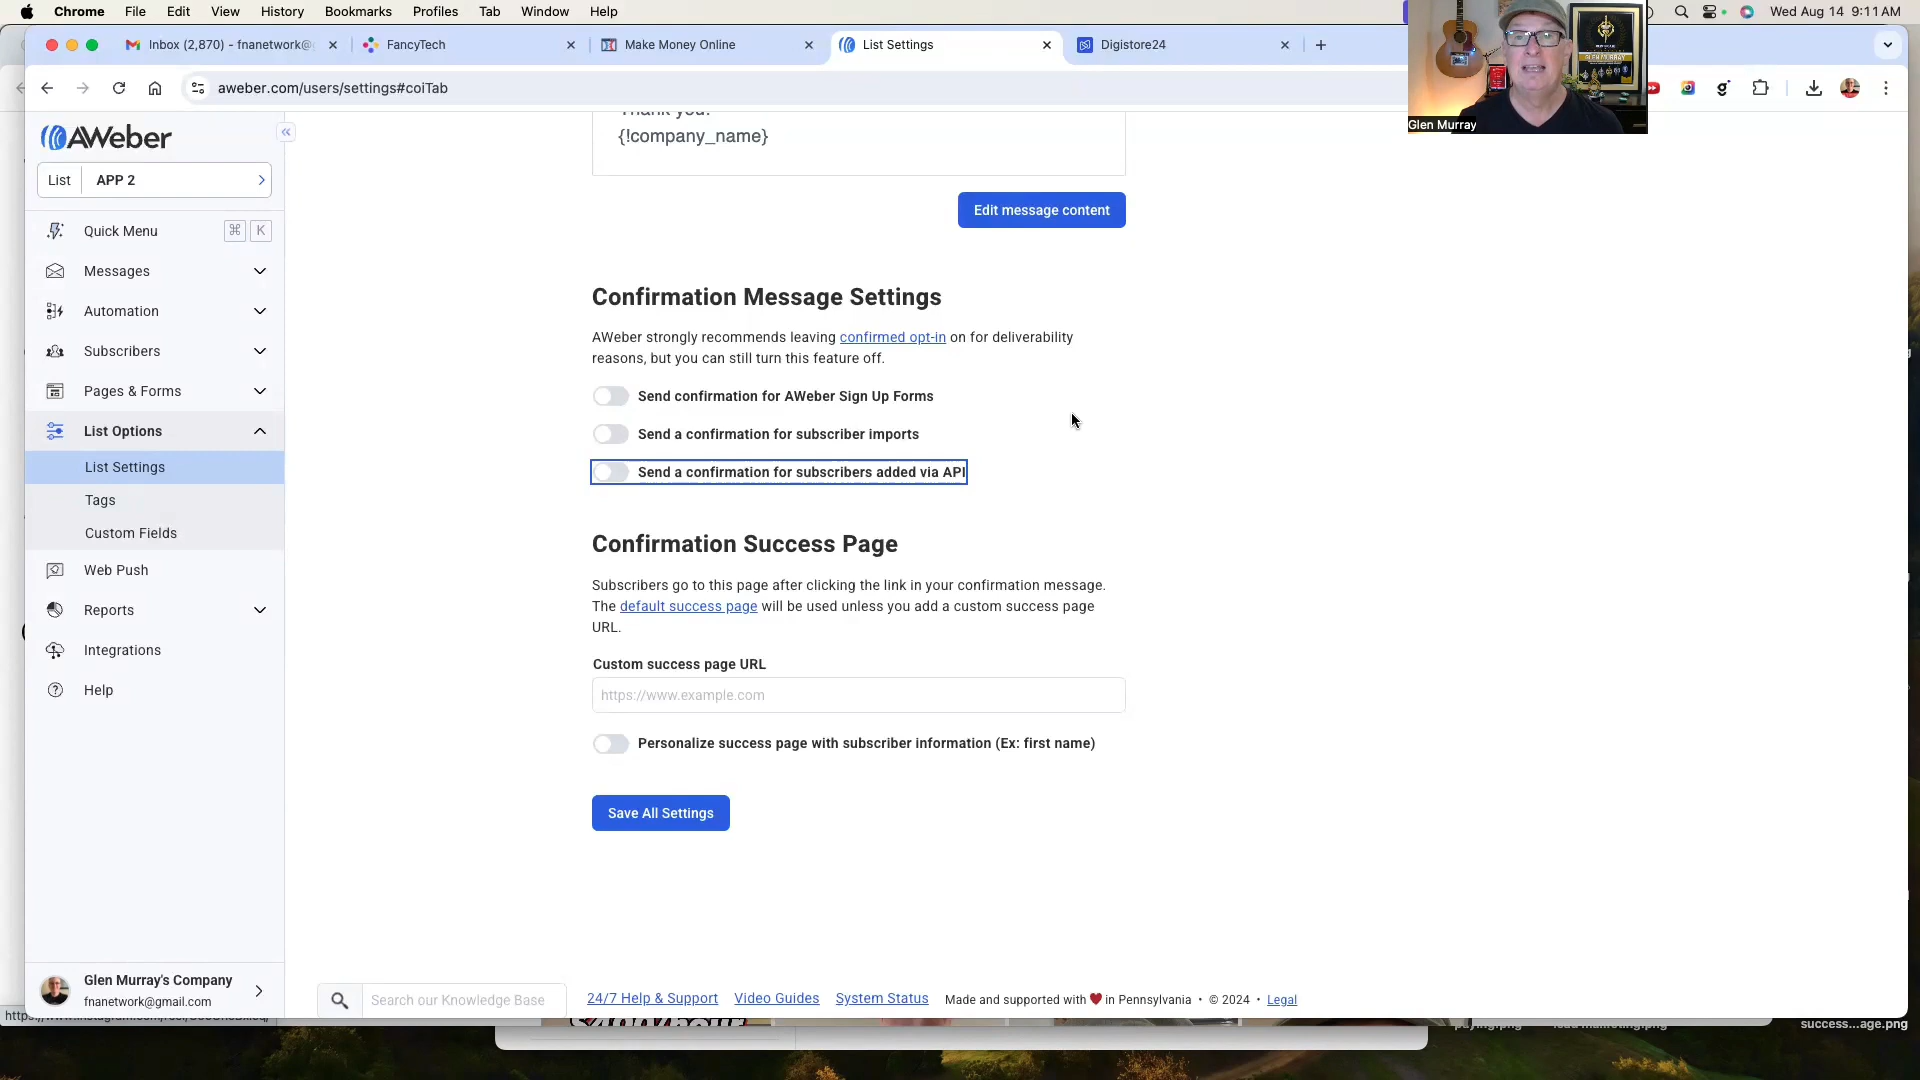 Chrome File Edit View History Bookmarks Profiles Tab Window Help
Wed Aug 14 9:11 AM
Inbox (2,870) - fnanetwork@
FancyTech
Make Money Online
List Settings
Digistore24
aweber.com/users/settings#coiTab
GLEN MURRAY
Glen Murray
AWeber
List APP 2
Quick Menu ⌘ K
Messages
Automation
Subscribers
Pages & Forms
List Options
List Settings
Tags
Custom Fields
Web Push
Reports
Integrations
Help
Glen Murray's Company
fnanetwork@gmail.com
Thank you!
{!company_name}
Edit message content
Confirmation Message Settings
AWeber strongly recommends leaving confirmed opt-in on for deliverability
reasons, but you can still turn this feature off.
Send confirmation for AWeber Sign Up Forms
Send a confirmation for subscriber imports
Send a confirmation for subscribers added via API
Confirmation Success Page
Subscribers go to this page after clicking the link in your confirmation message.
The default success page will be used unless you add a custom success page
URL.
Custom success page URL
https://www.example.com
Personalize success page with subscriber information (Ex: first name)
Save All Settings
Search our Knowledge Base
24/7 Help & Support Video Guides System Status Made and supported with ❤ in Pennsylvania • © 2024 • Legal
success...age.png